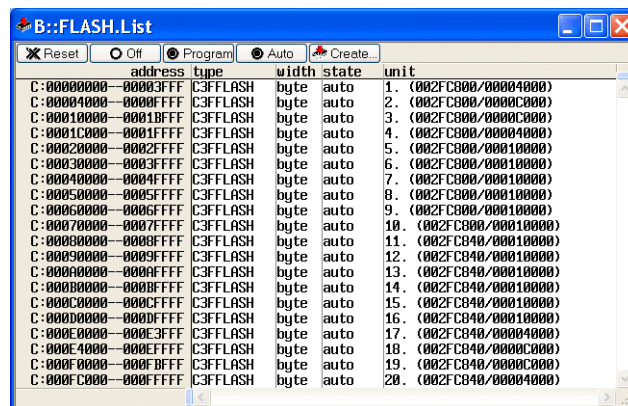 B::FLASH.List
Reset Off Program Auto Create...
address type width state unit
C:00000000--00003FFF C3FFLASH byte auto 1. (002FC800/00004000)
C:00004000--0000FFFF C3FFLASH byte auto 2. (002FC800/0000C000)
C:00010000--0001BFFF C3FFLASH byte auto 3. (002FC800/0000C000)
C:0001C000--0001FFFF C3FFLASH byte auto 4. (002FC800/00004000)
C:00020000--0002FFFF C3FFLASH byte auto 5. (002FC800/00010000)
C:00030000--0003FFFF C3FFLASH byte auto 6. (002FC800/00010000)
C:00040000--0004FFFF C3FFLASH byte auto 7. (002FC800/00010000)
C:00050000--0005FFFF C3FFLASH byte auto 8. (002FC800/00010000)
C:00060000--0006FFFF C3FFLASH byte auto 9. (002FC800/00010000)
C:00070000--0007FFFF C3FFLASH byte auto 10. (002FC800/00010000)
C:00080000--0008FFFF C3FFLASH byte auto 11. (002FC840/00010000)
C:00090000--0009FFFF C3FFLASH byte auto 12. (002FC840/00010000)
C:000A0000--000AFFFF C3FFLASH byte auto 13. (002FC840/00010000)
C:000B0000--000BFFFF C3FFLASH byte auto 14. (002FC840/00010000)
C:000C0000--000CFFFF C3FFLASH byte auto 15. (002FC840/00010000)
C:000D0000--000DFFFF C3FFLASH byte auto 16. (002FC840/00010000)
C:000E0000--000E3FFF C3FFLASH byte auto 17. (002FC840/00004000)
C:000E4000--000EFFFF C3FFLASH byte auto 18. (002FC840/0000C000)
C:000F0000--000FBFFF C3FFLASH byte auto 19. (002FC840/0000C000)
C:000FC000--000FFFFF C3FFLASH byte auto 20. (002FC840/00004000)